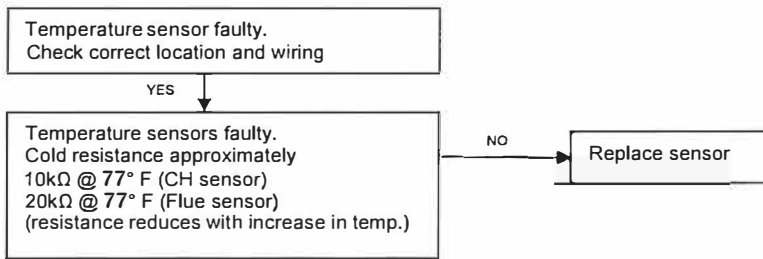 Temperature sensor faulty.
Check correct location and wiring
YES
Temperature sensors faulty.
Cold resistance approximately
10kΩ @ 77° F (CH sensor)
20kΩ @ 77° F (Flue sensor)
(resistance reduces with increase in temp.)
NO
Replace sensor